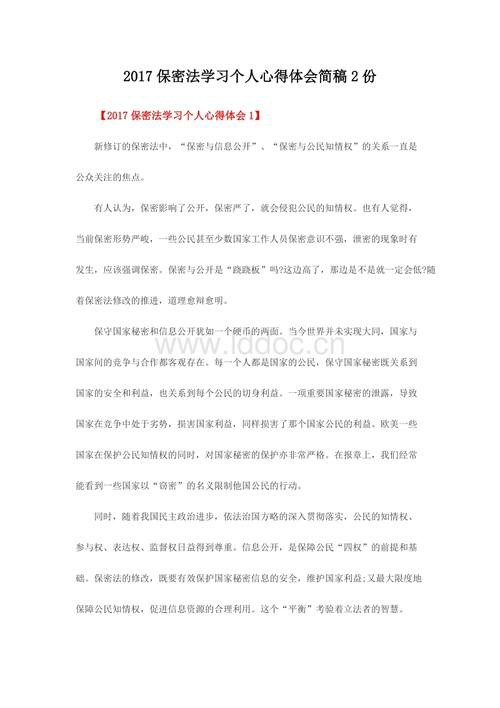 2017保密法学习个人心得体会简稿2份
【2017保密法学习个人心得体会1】
新修订的保密法中，“保密与信息公开”、“保密与公民知情权”的关系一直是
公众关注的焦点。
有人认为，保密影响了公开，保密严了，就会侵犯公民的知情权。也有人觉得，
当前保密形势严峻，一些公民甚至少数国家工作人员保密意识不强，泄密的现象时有
发生，应该强调保密。保密与公开是“跷跷板”吗?这边高了，那边是不是就一定会低?随
着保密法修改的推进，道理愈辩愈明。
保守国家秘密和信息公开犹如一个硬币的两面。当今世界并未实现大同，国家与
国家间的竞争与合作都客观存在。每一个人都是国家的公民，保守国家秘密既关系到
www.lddoc.cn
国家的安全和利益，也关系到每个公民的切身利益。一项重要国家秘密的泄露，导致
国家在竞争中处于劣势，损害国家利益，同样损害了那个国家公民的利益。欧美一些
国家在保护公民知情权的同时，对国家秘密的保护亦非常严格。在报章上，我们经常
能看到一些国家以“窃密”的名义限制他国公民的行动。
同时，随着我国民主政治进步，依法治国方略的深入贯彻落实，公民的知情权、
参与权、表达权、监督权日益得到尊重。信息公开，是保障公民“四权”的前提和基
础。保密法的修改，既要有效保护国家秘密信息的安全，维护国家利益;又最大限度地
保障公民知情权，促进信息资源的合理利用。这个“平衡”考验着立法者的智慧。